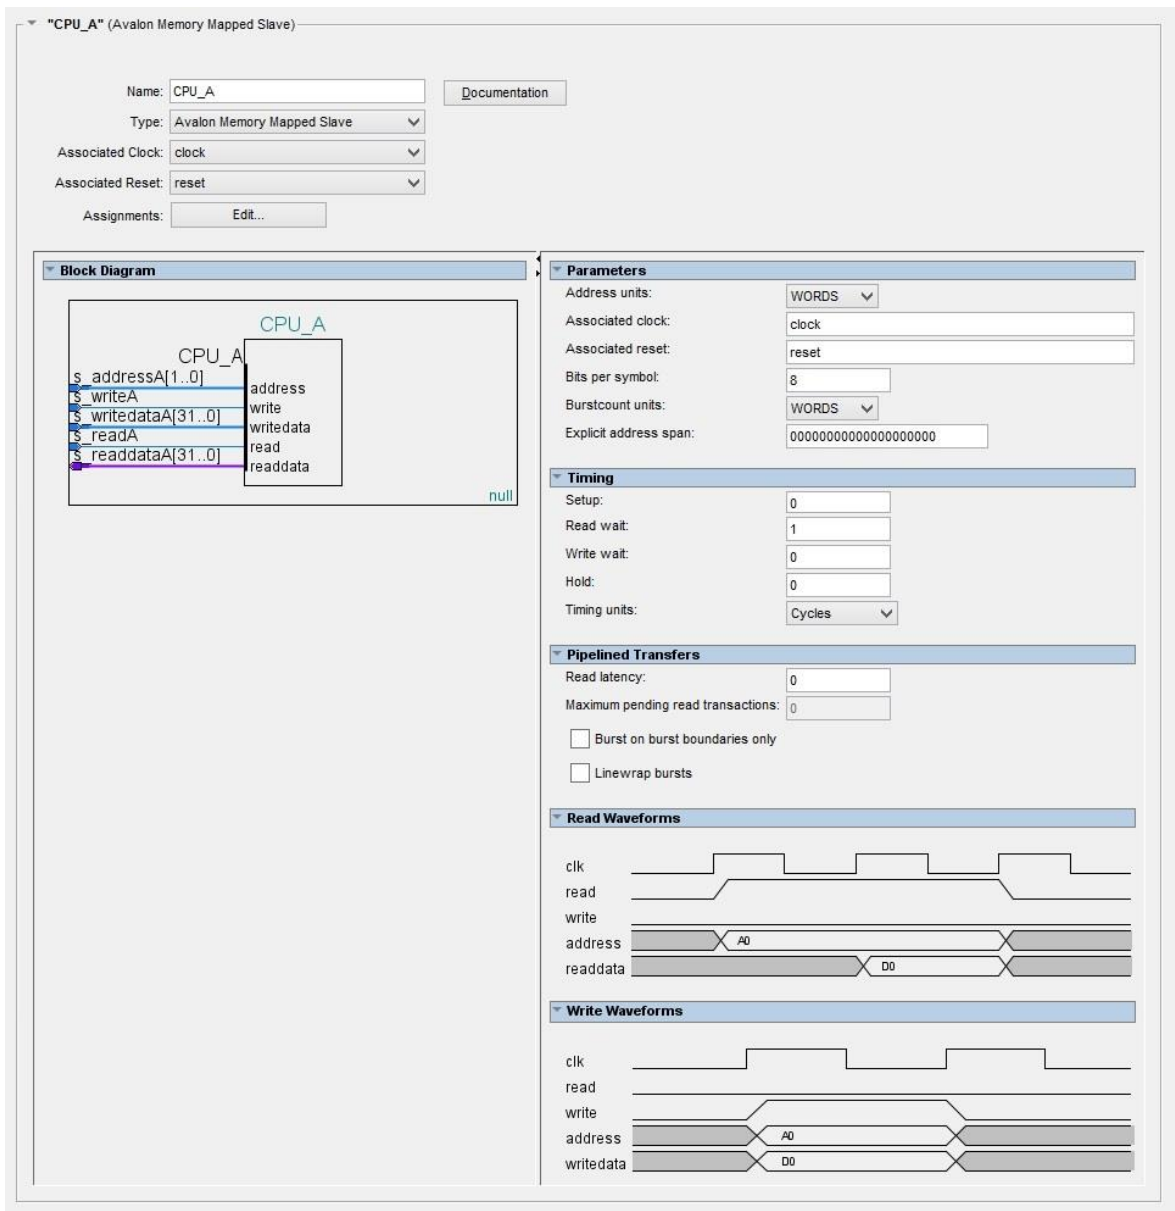 "CPU_A" (Avalon Memory Mapped Slave)
Name: CPU_A Documentation
Type: Avalon Memory Mapped Slave
Associated Clock: clock
Associated Reset: reset
Assignments: Edit...
Block Diagram
CPU_A
CPU_A
s_addressA[1..0] address
s_writeA write
s_writedataA[31..0] writedata
s_readA read
s_readdataA[31..0] readdata
null
Parameters
Address units: WORDS
Associated clock: clock
Associated reset: reset
Bits per symbol: 8
Burstcount units: WORDS
Explicit address span: 00000000000000000000
Timing
Setup: 0
Read wait: 1
Write wait: 0
Hold: 0
Timing units: Cycles
Pipelined Transfers
Read latency: 0
Maximum pending read transactions: 0
Burst on burst boundaries only
Linewrap bursts
Read Waveforms
clk
read
write
address A0
readdata D0
Write Waveforms
clk
read
write
address A0
writedata D0